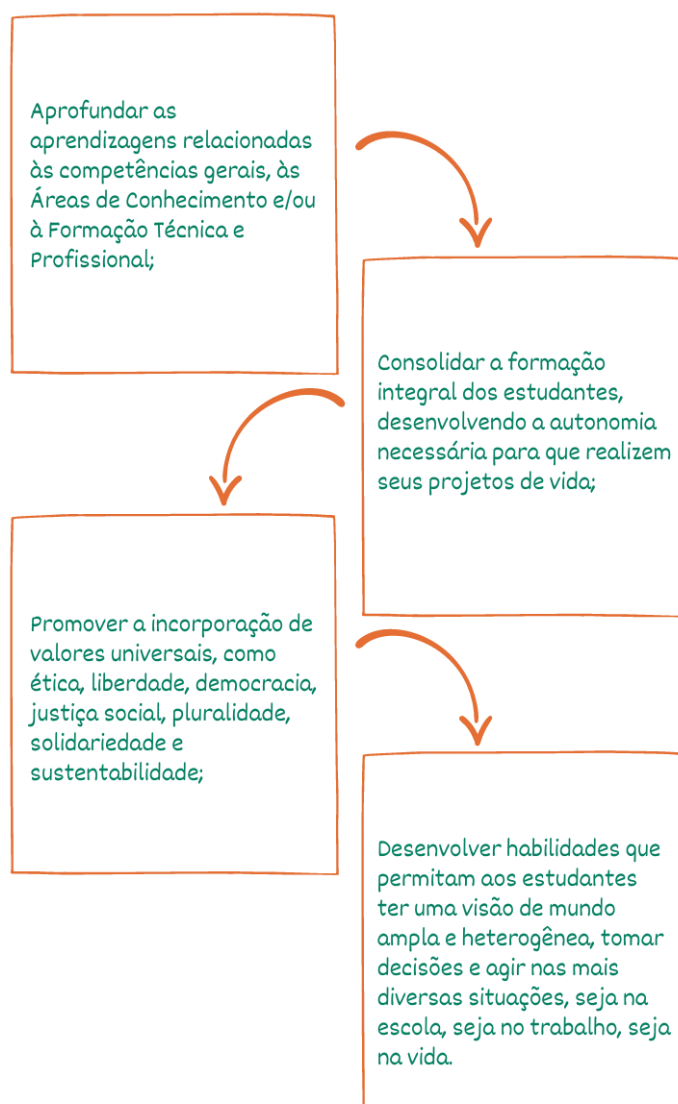 Aprofundar as
aprendizagens relacionadas
às competências gerais, às
Áreas de Conhecimento e/ou
à Formação Técnica e
Profissional;
Consolidar a formação
integral dos estudantes,
desenvolvendo a autonomia
necessária para que realizem
seus projetos de vida;
Promover a incorporação de
valores universais, como
ética, liberdade, democracia,
justiça social, pluralidade,
solidariedade e
sustentabilidade;
Desenvolver habilidades que
permitam aos estudantes
ter uma visão de mundo
ampla e heterogênea, tomar
decisões e agir nas mais
diversas situações, seja na
escola, seja no trabalho, seja
na vida.